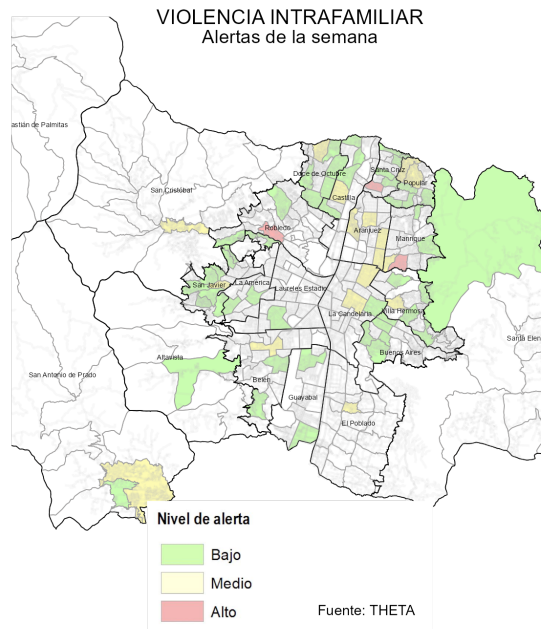 VIOLENCIA INTRAFAMILIAR
Alertas de la semana
astián de Palmitas
San Cristóbal
Doce de Octubre
Santa Cruz
Popular
Castilla
Robledo
Aranjuez
Manrique
San Javier
La América
Laureles Estadio
La Candelaria
Villa Hermosa
Santa Elen
Altavista
Buenos Aires
San Antonio de Prado
Belén
Guayabal
El Poblado
Nivel de alerta
Bajo
Medio
Alto
Fuente: THETA